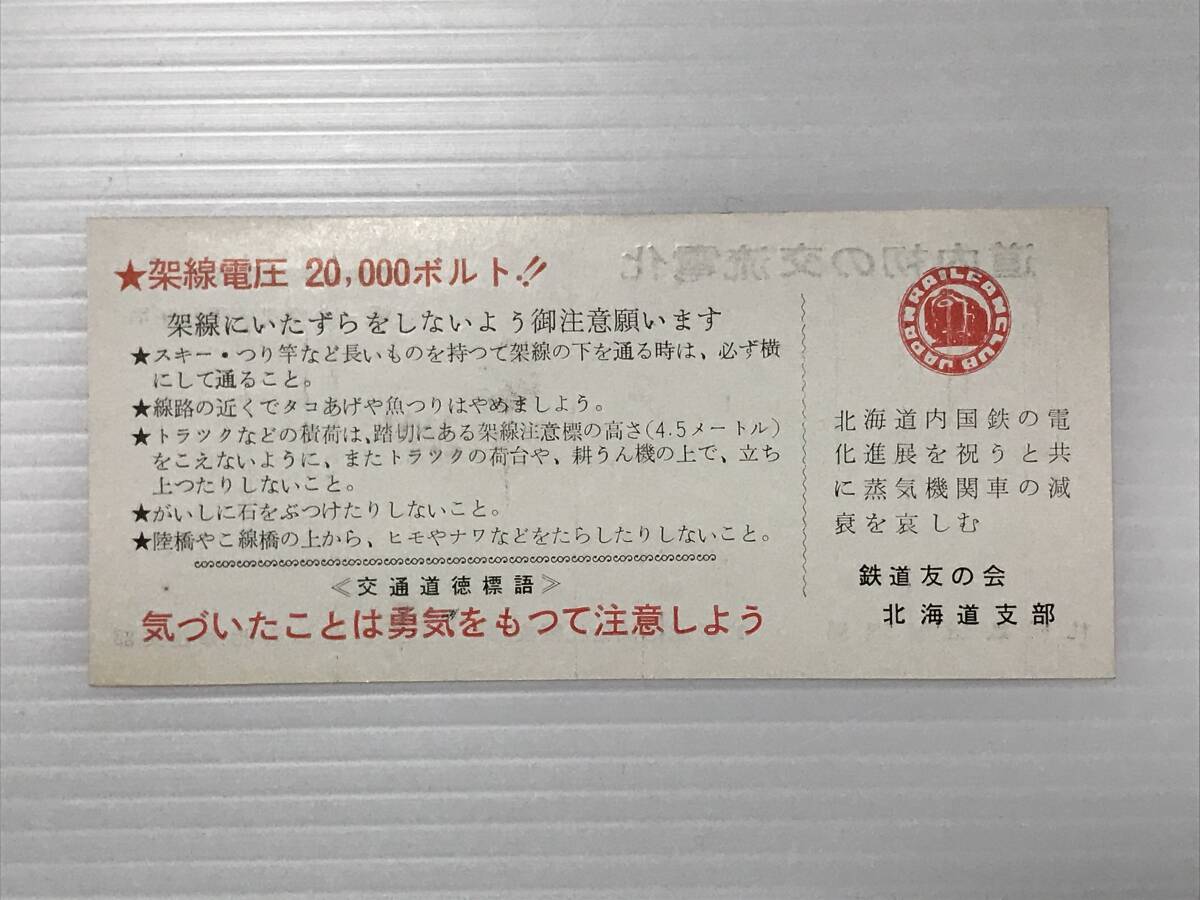 ★架線電圧 20,000ボルト!!
架線にいたずらをしないよう御注意願います
★スキー・つり竿など長いものを持つて架線の下を通る時は、必ず横
にして通ること。
★線路の近くでタコあげや魚つりはやめましよう。
★トラツクなどの積荷は、踏切にある架線注意標の高さ(4.5メートル)
をこえないように、またトラツクの荷台や、耕うん機の上で、立ち
上つたりしないこと。
★がいしに石をぶつけたりしないこと。
★陸橋やこ線橋の上から、ヒモやナワなどをたらしたりしないこと。
≪交通道徳標語≫
気づいたことは勇気をもつて注意しよう
JAPAN RAILFAN CLUB
北海道内国鉄の電
化進展を祝うと共
に蒸気機関車の減
衰を哀しむ
鉄道友の会
北海道支部
道内初の交流電化